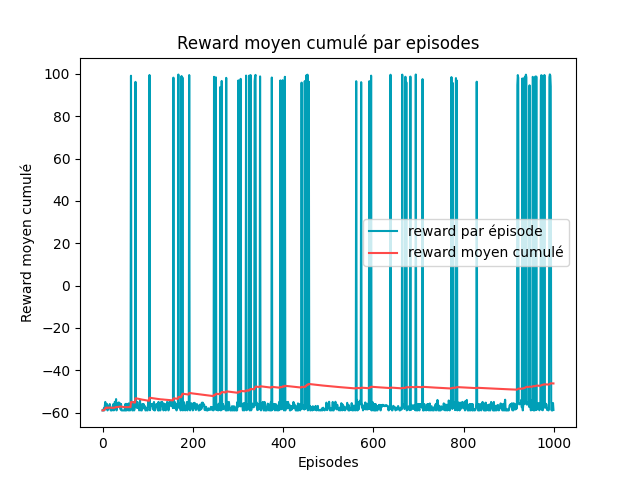 Reward moyen cumulé par episodes
Reward moyen cumulé
100
80
60
40
20
0
−20
−40
−60
reward par épisode
reward moyen cumulé
0 200 400 600 800 1000
Episodes